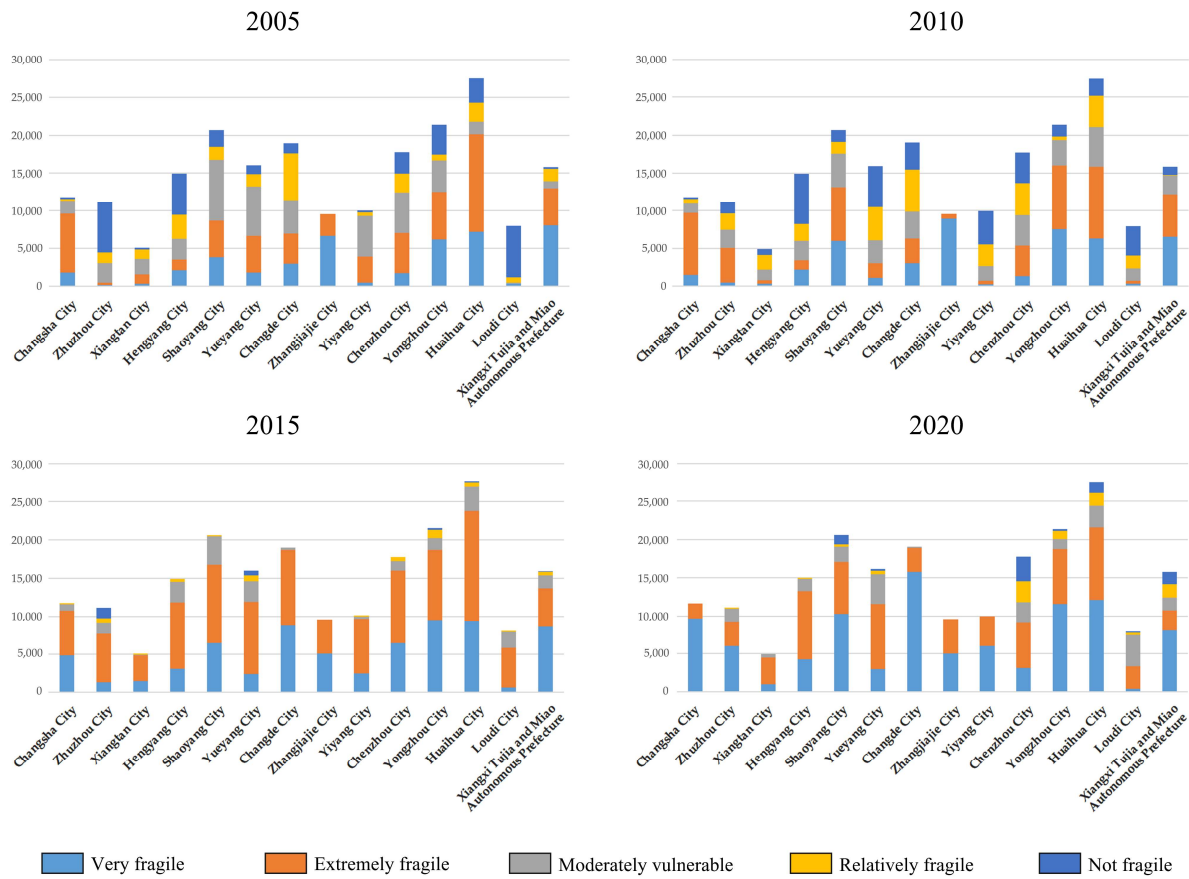 2005
30,000
25,000
20,000
15,000
10,000
5,000
0
Changsha City
Zhuzhou City
Xiangtan City
Hengyang City
Shaoyang City
Yueyang City
Changde City
Zhangjiajie City
Yiyang City
Chenzhou City
Yongzhou City
Huaihua City
Loudi City
Xiangxi Tujia and Miao
Autonomous Prefecture
2010
30,000
25,000
20,000
15,000
10,000
5,000
0
Changsha City
Zhuzhou City
Xiangtan City
Hengyang City
Shaoyang City
Yueyang City
Changde City
Zhangjiajie City
Yiyang City
Chenzhou City
Yongzhou City
Huaihua City
Loudi City
Xiangxi Tujia and Miao
Autonomous Prefecture
2015
30,000
25,000
20,000
15,000
10,000
5,000
0
Changsha City
Zhuzhou City
Xiangtan City
Hengyang City
Shaoyang City
Yueyang City
Changde City
Zhangjiajie City
Yiyang City
Chenzhou City
Yongzhou City
Huaihua City
Loudi City
Xiangxi Tujia and Miao
Autonomous Prefecture
2020
30,000
25,000
20,000
15,000
10,000
5,000
0
Changsha City
Zhuzhou City
Xiangtan City
Hengyang City
Shaoyang City
Yueyang City
Changde City
Zhangjiajie City
Yiyang City
Chenzhou City
Yongzhou City
Huaihua City
Loudi City
Xiangxi Tujia and Miao
Autonomous Prefecture
Very fragile
Extremely fragile
Moderately vulnerable
Relatively fragile
Not fragile